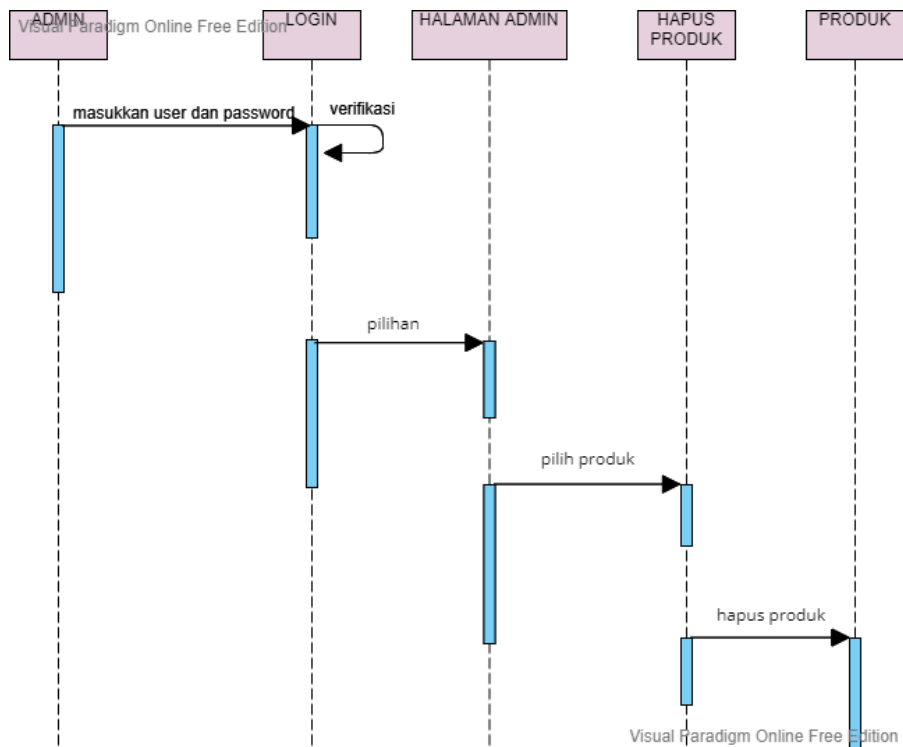 ADMIN
Visual Paradigm Online Free Edition
LOGIN
HALAMAN ADMIN
HAPUS
PRODUK
PRODUK
masukkan user dan password
verifikasi
pilihan
pilih produk
hapus produk
Visual Paradigm Online Free Edition